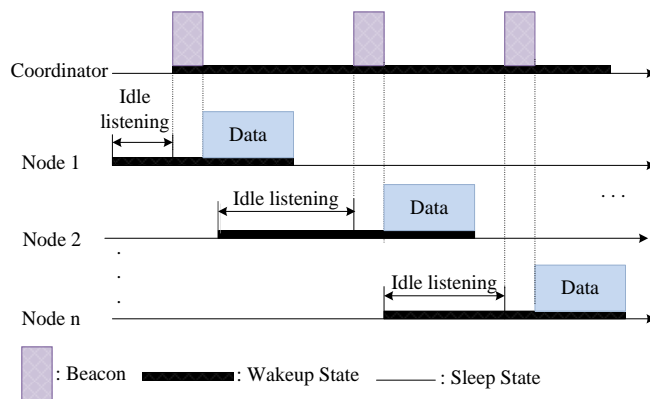 Coordinator
Idle
listening
Data
Node 1
. . .
Idle listening
Data
Node 2
.
.
.
Idle listening
Data
Node n
: Beacon
: Wakeup State
: Sleep State